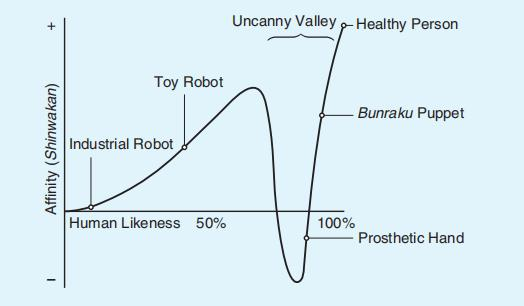 Uncanny Valley
Healthy Person
+
Toy Robot
Bunraku Puppet
Industrial Robot
Affinity (Shinwakan)
Human Likeness 50% 100%
Prosthetic Hand
−